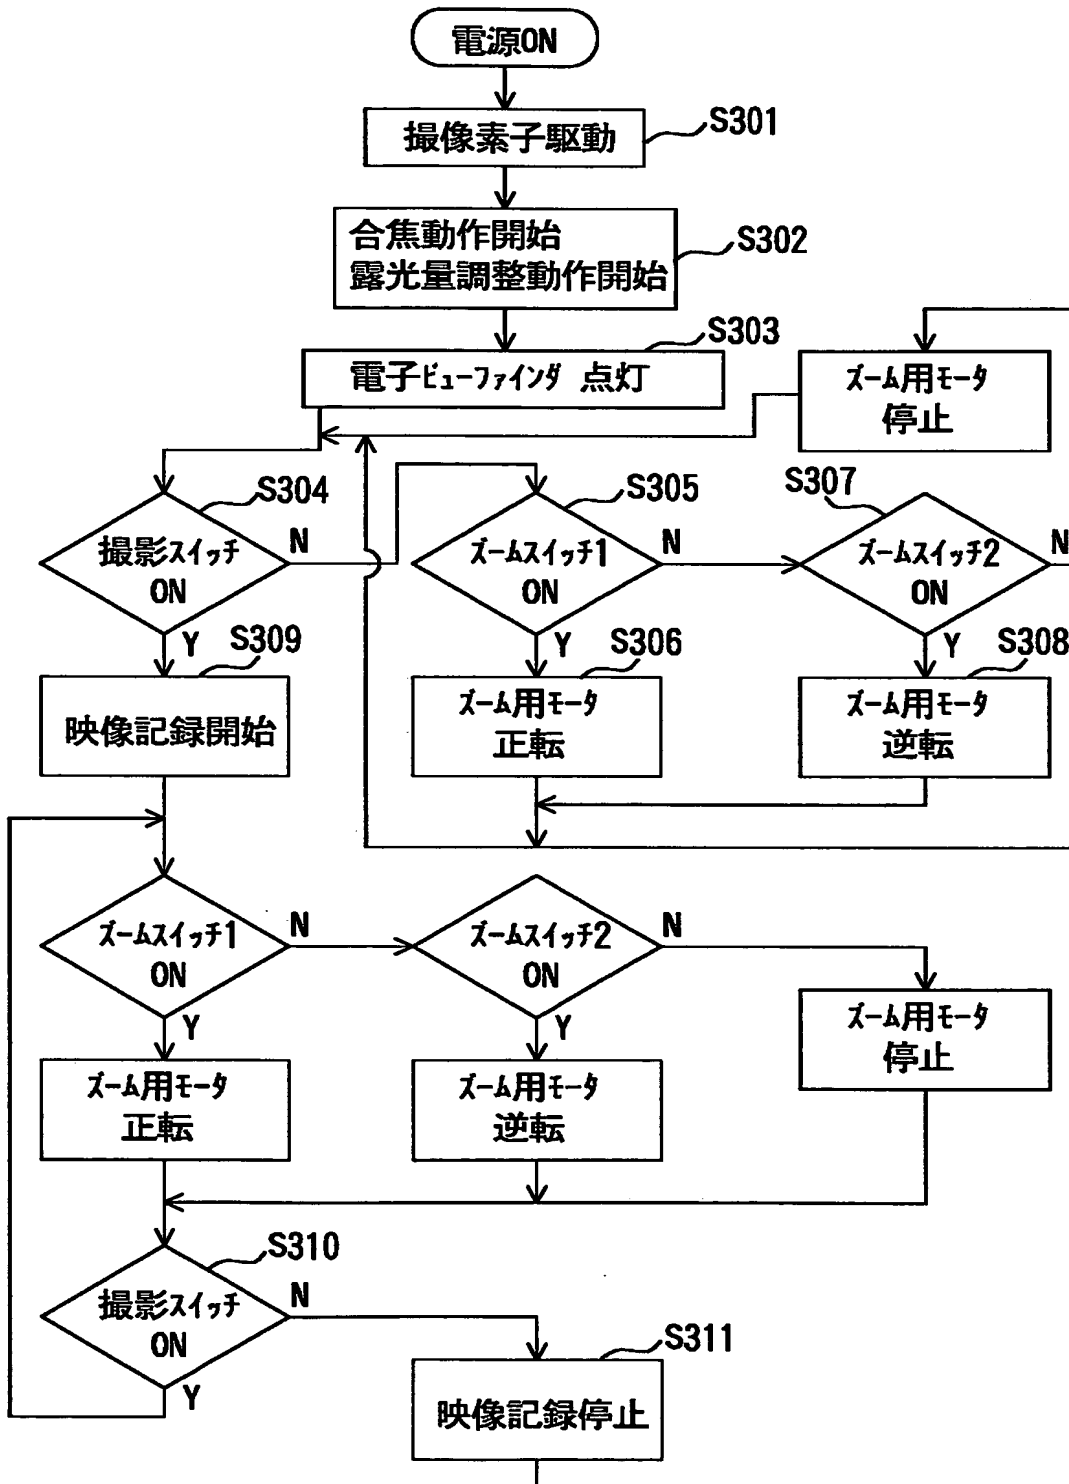 電源ON
撮像素子駆動
S301
合焦動作開始
露光量調整動作開始
S302
電子ビューファインダ 点灯
S303
ズーム用モータ
停止
撮影スイッチ
ON
S304
N
Y
ズームスイッチ1
ON
S305
N
Y
ズームスイッチ2
ON
S307
N
Y
映像記録開始
S309
ズーム用モータ
正転
S306
ズーム用モータ
逆転
S308
ズームスイッチ1
ON
N
Y
ズームスイッチ2
ON
N
Y
ズーム用モータ
停止
ズーム用モータ
正転
ズーム用モータ
逆転
撮影スイッチ
ON
S310
N
Y
映像記録停止
S311